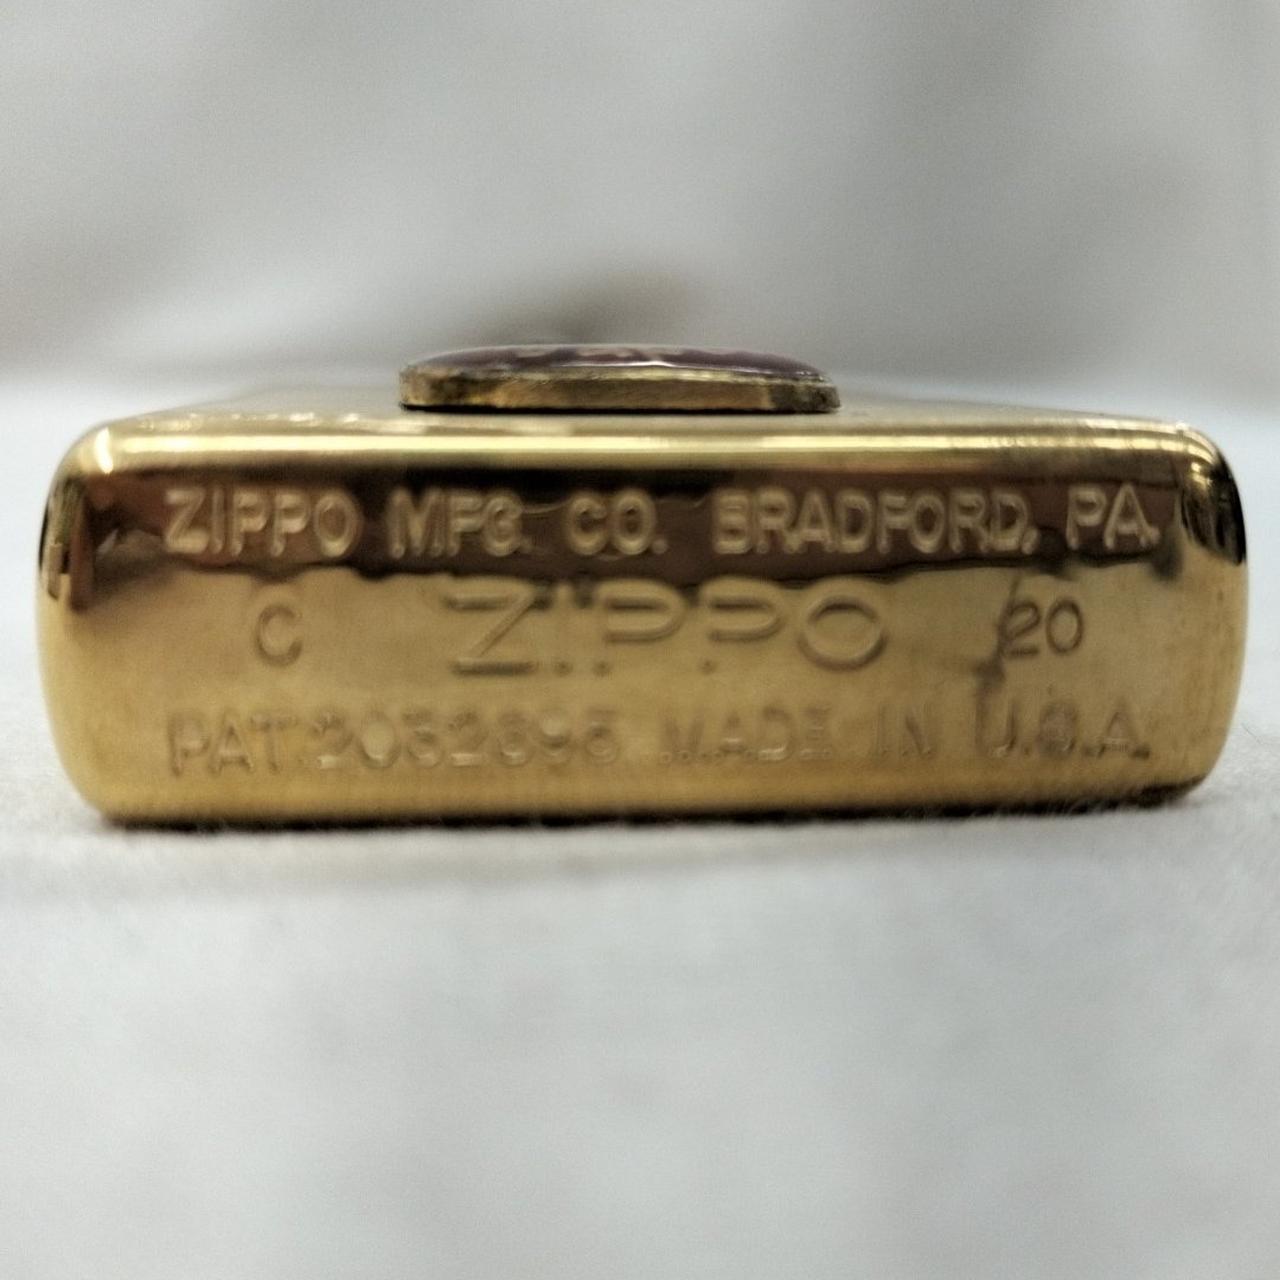 ZIPPO MFG. CO. BRADFORD, PA.
C ZIPPO 20
PAT. 2032695 MADE IN U.S.A.